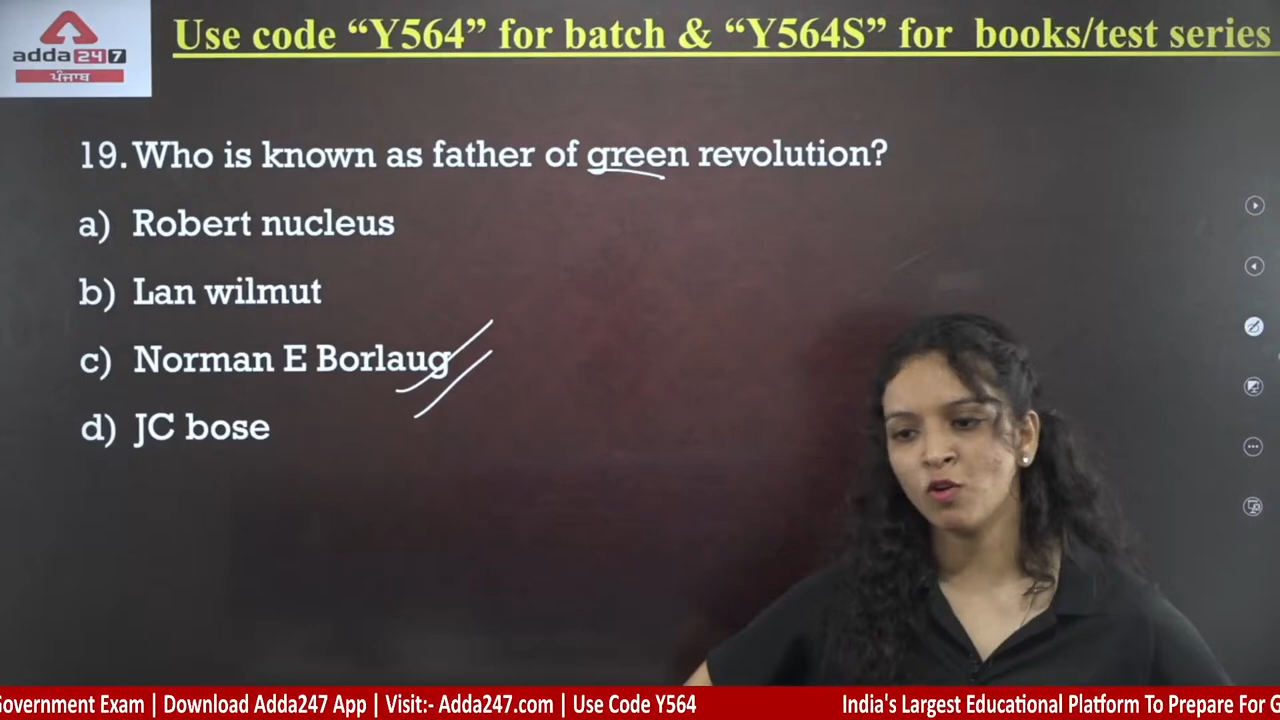 Use code “Y564” for batch & “Y564S” for books/test series
adda247
ਪੰਜਾਬ
19. Who is known as father of green revolution?
a) Robert nucleus
b) Lan wilmut
c) Norman E Borlaug
d) JC bose
Government Exam | Download Adda247 App | Visit:- Adda247.com | Use Code Y564 India's Largest Educational Platform To Prepare For G